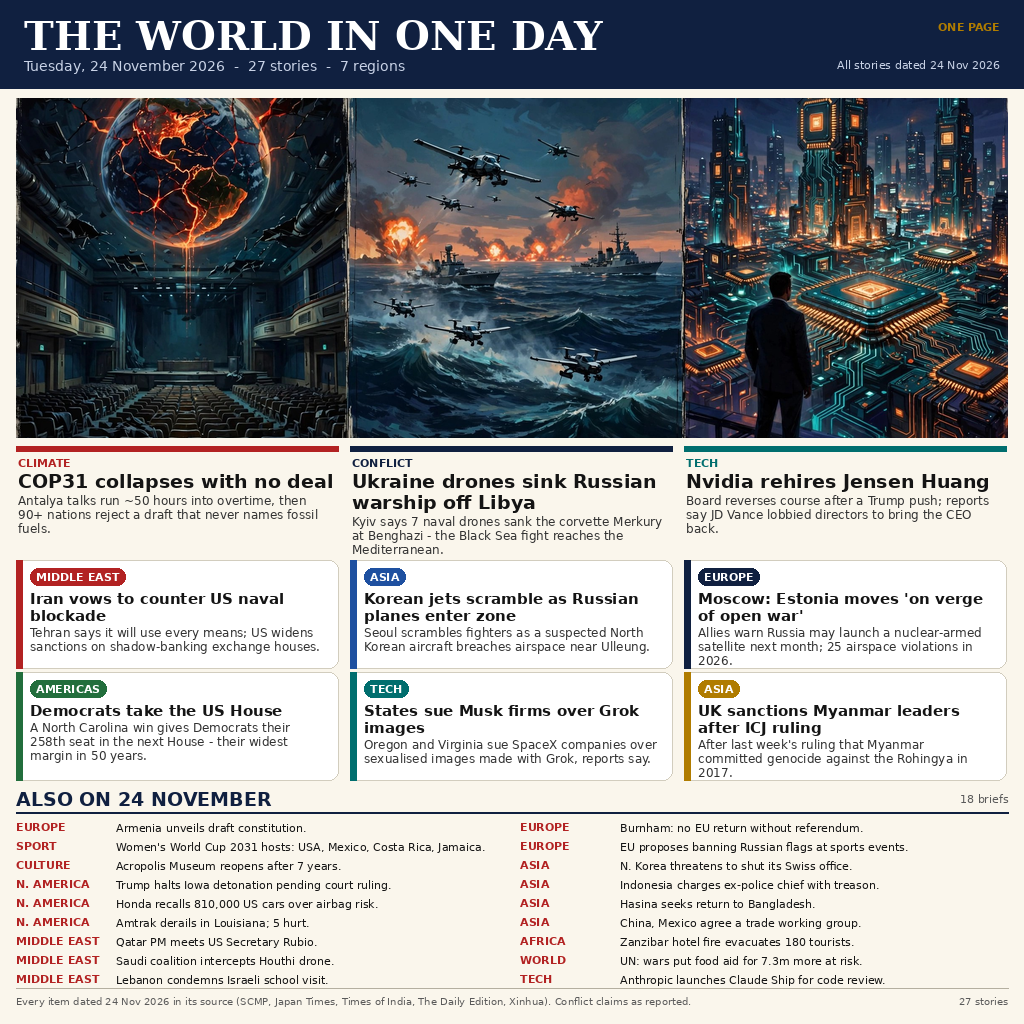 THE WORLD IN ONE DAY
ONE PAGE
Tuesday, 24 November 2026 - 27 stories - 7 regions
All stories dated 24 Nov 2026
CLIMATE
COP31 collapses with no deal
Antalya talks run ~50 hours into overtime, then
90+ nations reject a draft that never names fossil
fuels.
CONFLICT
Ukraine drones sink Russian
warship off Libya
Kyiv says 7 naval drones sank the corvette Merkury
at Benghazi - the Black Sea fight reaches the
Mediterranean.
TECH
Nvidia rehires Jensen Huang
Board reverses course after a Trump push; reports
say JD Vance lobbied directors to bring the CEO
back.
MIDDLE EAST
Iran vows to counter US naval
blockade
Tehran says it will use every means; US widens
sanctions on shadow-banking exchange houses.
ASIA
Korean jets scramble as Russian
planes enter zone
Seoul scrambles fighters as a suspected North
Korean aircraft breaches airspace near Ulleung.
EUROPE
Moscow: Estonia moves 'on verge
of open war'
Allies warn Russia may launch a nuclear-armed
satellite next month; 25 airspace violations in
2026.
AMERICAS
Democrats take the US House
A North Carolina win gives Democrats their
258th seat in the next House - their widest
margin in 50 years.
TECH
States sue Musk firms over Grok
images
Oregon and Virginia sue SpaceX companies over
sexualised images made with Grok, reports say.
ASIA
UK sanctions Myanmar leaders
after ICJ ruling
After last week's ruling that Myanmar
committed genocide against the Rohingya in
2017.
ALSO ON 24 NOVEMBER
18 briefs
EUROPE Armenia unveils draft constitution.
SPORT Women's World Cup 2031 hosts: USA, Mexico, Costa Rica, Jamaica.
CULTURE Acropolis Museum reopens after 7 years.
N. AMERICA Trump halts Iowa detonation pending court ruling.
N. AMERICA Honda recalls 810,000 US cars over airbag risk.
N. AMERICA Amtrak derails in Louisiana; 5 hurt.
MIDDLE EAST Qatar PM meets US Secretary Rubio.
MIDDLE EAST Saudi coalition intercepts Houthi drone.
MIDDLE EAST Lebanon condemns Israeli school visit.
EUROPE Burnham: no EU return without referendum.
EUROPE EU proposes banning Russian flags at sports events.
ASIA N. Korea threatens to shut its Swiss office.
ASIA Indonesia charges ex-police chief with treason.
ASIA Hasina seeks return to Bangladesh.
ASIA China, Mexico agree a trade working group.
AFRICA Zanzibar hotel fire evacuates 180 tourists.
WORLD UN: wars put food aid for 7.3m more at risk.
TECH Anthropic launches Claude Ship for code review.
Every item dated 24 Nov 2026 in its source (SCMP, Japan Times, Times of India, The Daily Edition, Xinhua). Conflict claims as reported.
27 stories